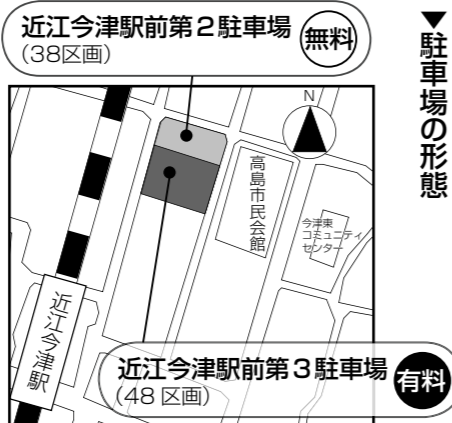 ▼駐車場の形態
近江今津駅前第2駐車場
(38区画)
無料
N
高島市民会館
今津東
コミュニティ
センター
近江今津駅
近江今津駅前第3駐車場
(48 区画)
有料